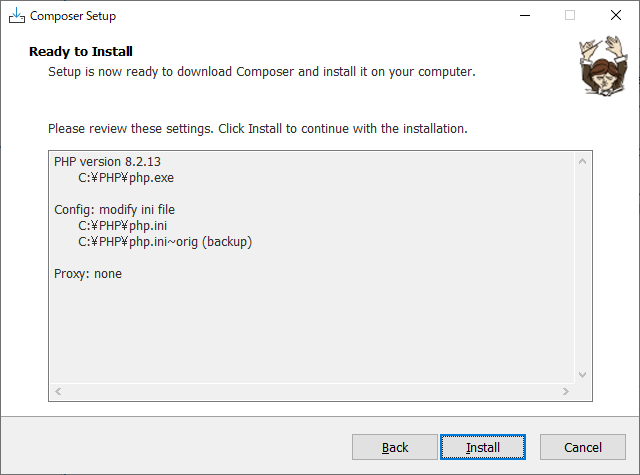 Composer Setup
Ready to Install
Setup is now ready to download Composer and install it on your computer.
Please review these settings. Click Install to continue with the installation.
PHP version 8.2.13
C:¥PHP¥php.exe
Config: modify ini file
C:¥PHP¥php.ini
C:¥PHP¥php.ini~orig (backup)
Proxy: none
Back
Install
Cancel